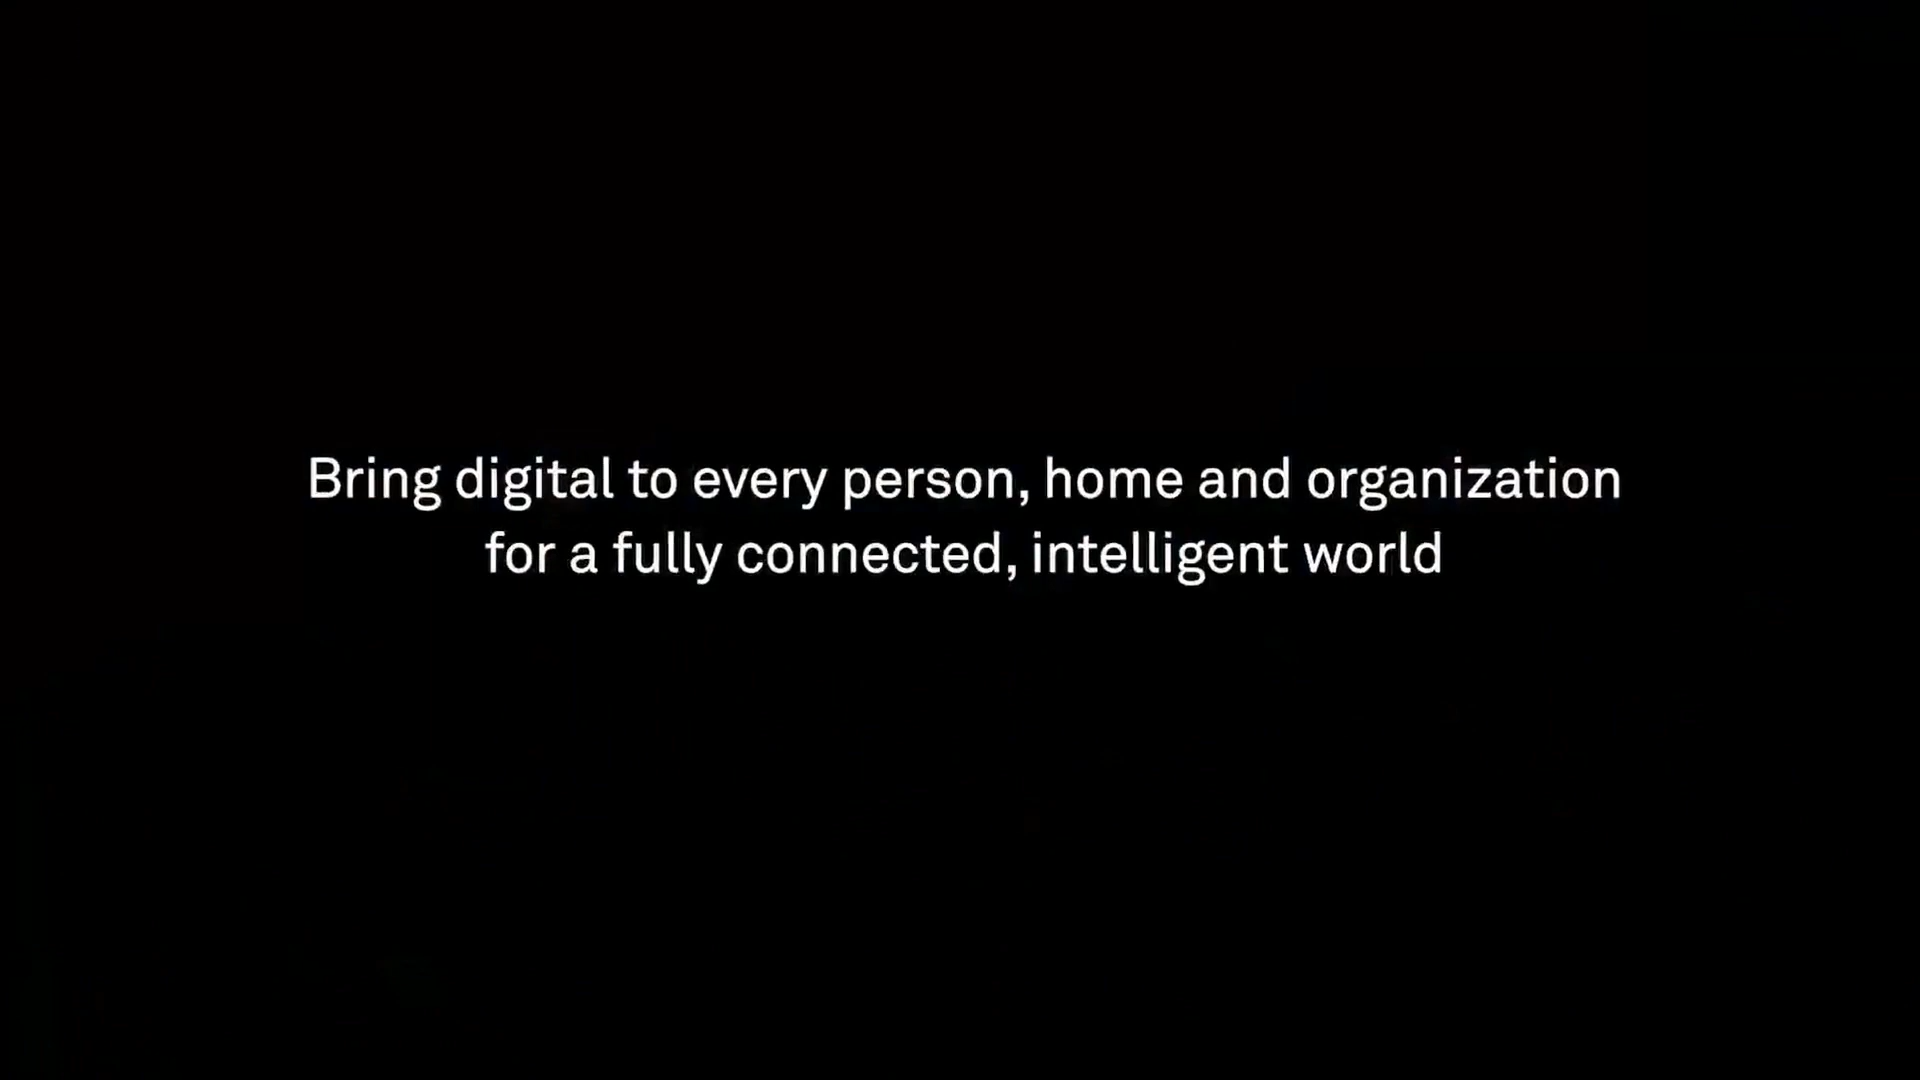 Bring digital to every person, home and organization
for a fully connected, intelligent world